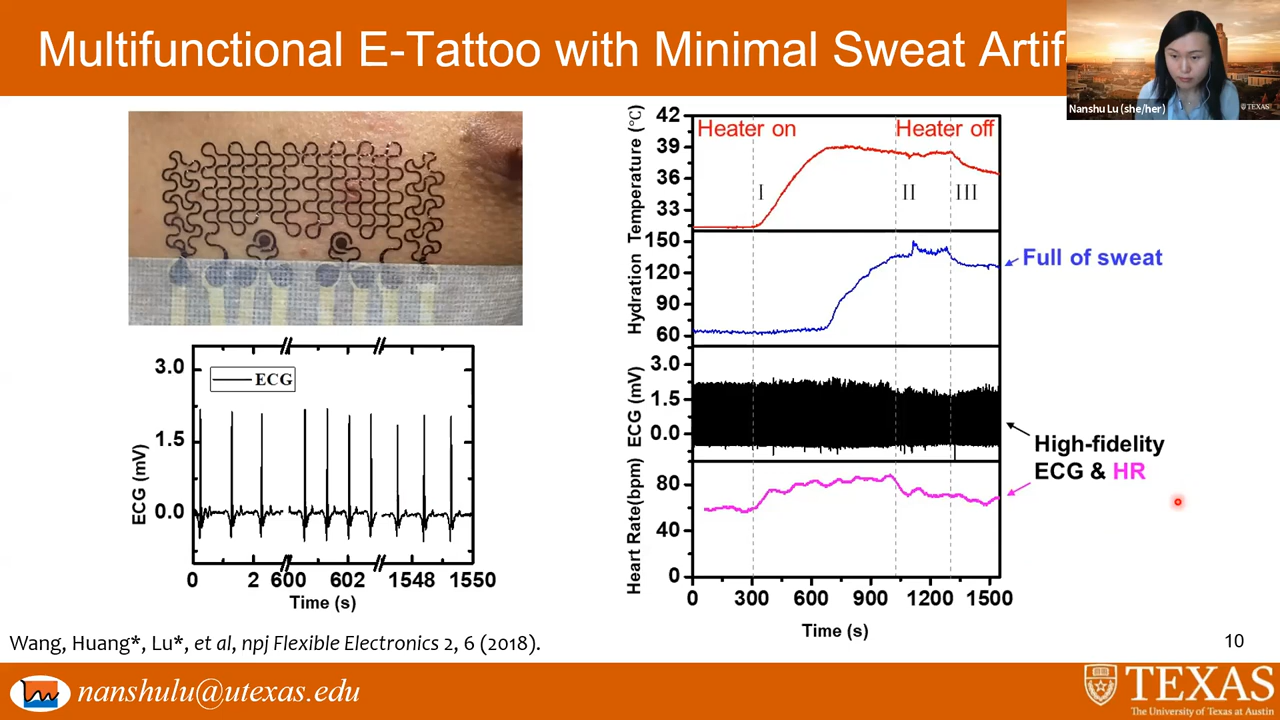 Multifunctional E-Tattoo with Minimal Sweat Artif
Nanshu Lu (she/her)
TEXAS
ECG (mV)
3.0
1.5
0.0
ECG
0
2
600
602
1548
1550
Time (s)
Temperature (℃)
42
39
36
33
Heater on
Heater off
I
II
III
Hydration
150
120
90
60
Full of sweat
ECG (mV)
3.0
1.5
0.0
High-fidelity
ECG & HR
Heart Rate(bpm)
80
40
0
0
300
600
900
1200
1500
Time (s)
Wang, Huang*, Lu*, et al, npj Flexible Electronics 2, 6 (2018).
10
nanshulu@utexas.edu
TEXAS
The University of Texas at Austin